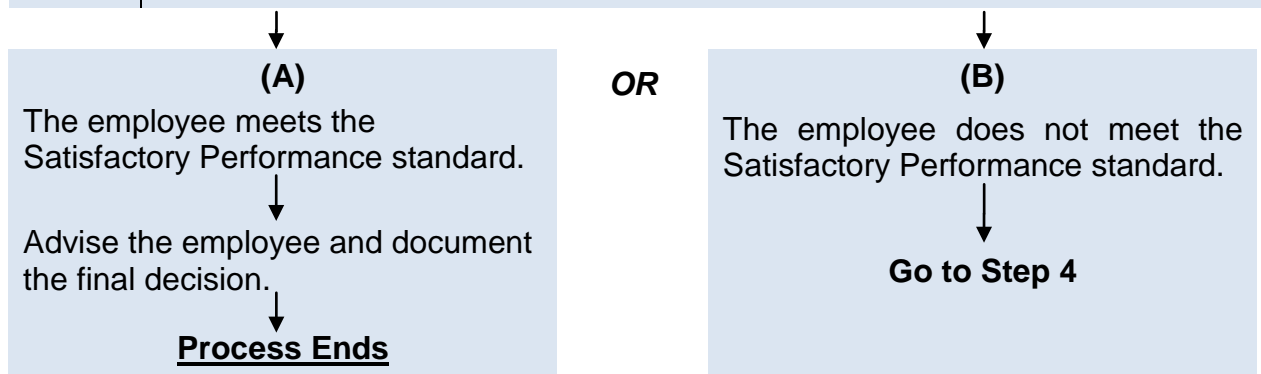 (A)
The employee meets the
Satisfactory Performance standard.
Advise the employee and document
the final decision.
Process Ends
OR
(B)
The employee does not meet the
Satisfactory Performance standard.
Go to Step 4